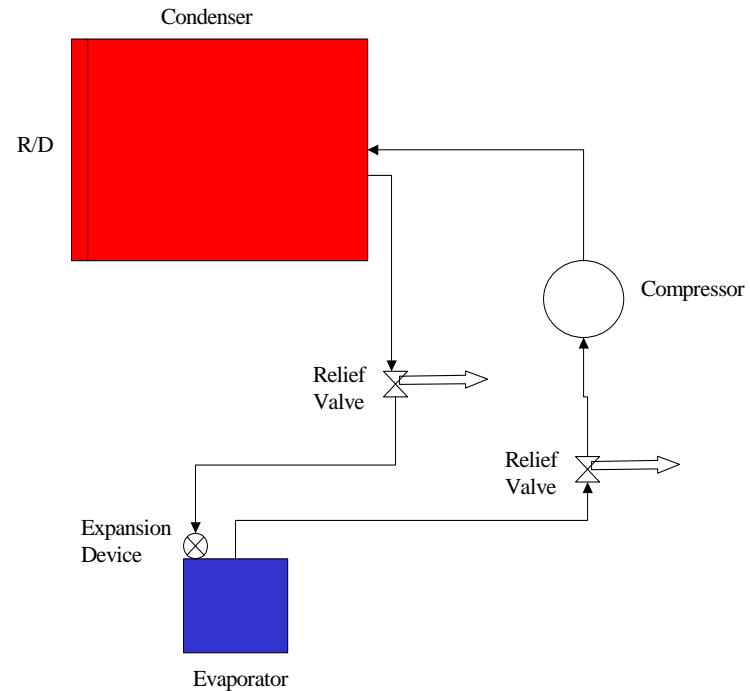 Condenser
R/D
Compressor
Relief
Valve
Relief
Valve
Expansion
Device
Evaporator